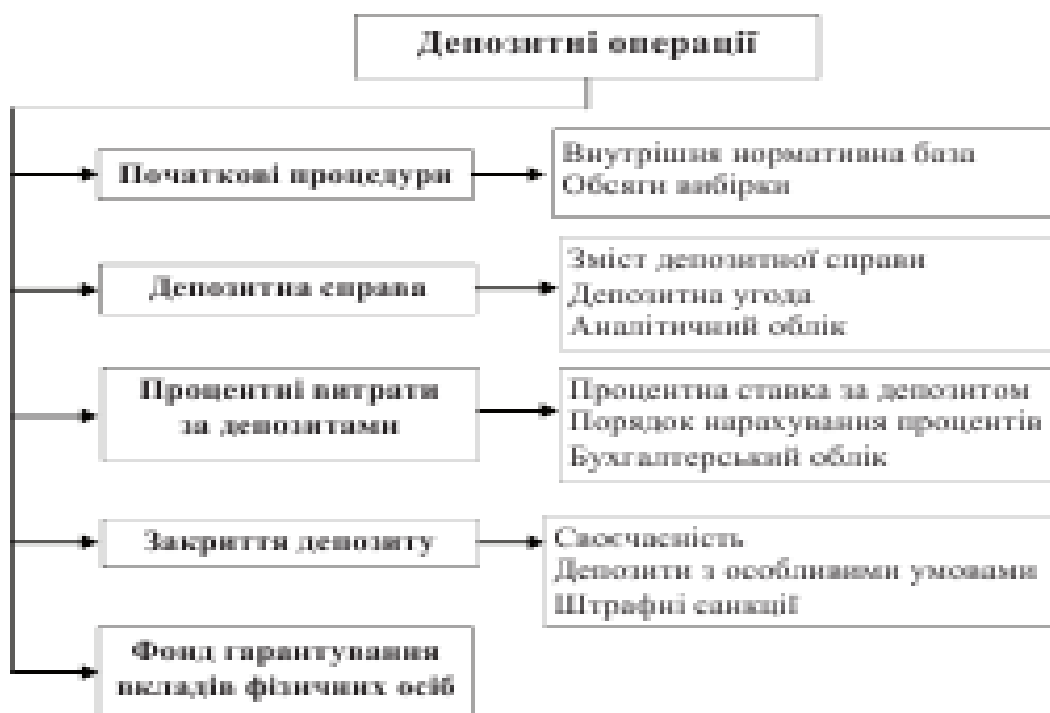 Депозитні операції
Початкові процедури
Внутрішня нормативна база
Обсяги вибірки
Депозитна справа
Зміст депозитної справи
Депозитна угода
Аналітичний облік
Процентні витрати
за депозитами
Процентна ставка за депозитом
Порядок нарахування процентів
Бухгалтерський облік
Закриття депозиту
Своєчасність
Депозити з особливими умовами
Штрафні санкції
Фонд гарантування
вкладів фізичних осіб